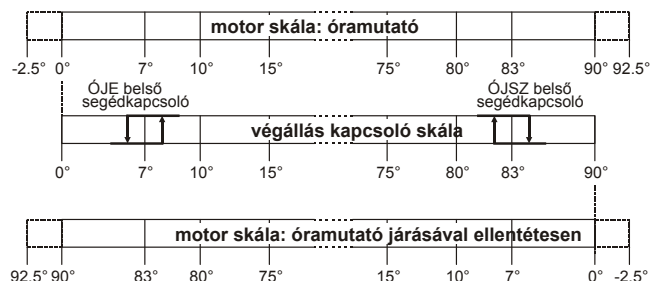 motor skála: óramutató
-2.5° 0° 7° 10° 15° 75° 80° 83° 90° 92.5°
ÓJE belső segédkapcsoló
ÓJSZ belső segédkapcsoló
végállás kapcsoló skála
0° 7° 10° 15° 75° 80° 83° 90°
motor skála: óramutató járásával ellentétesen
92.5° 90° 83° 80° 75° 15° 10° 7° 0° -2.5°